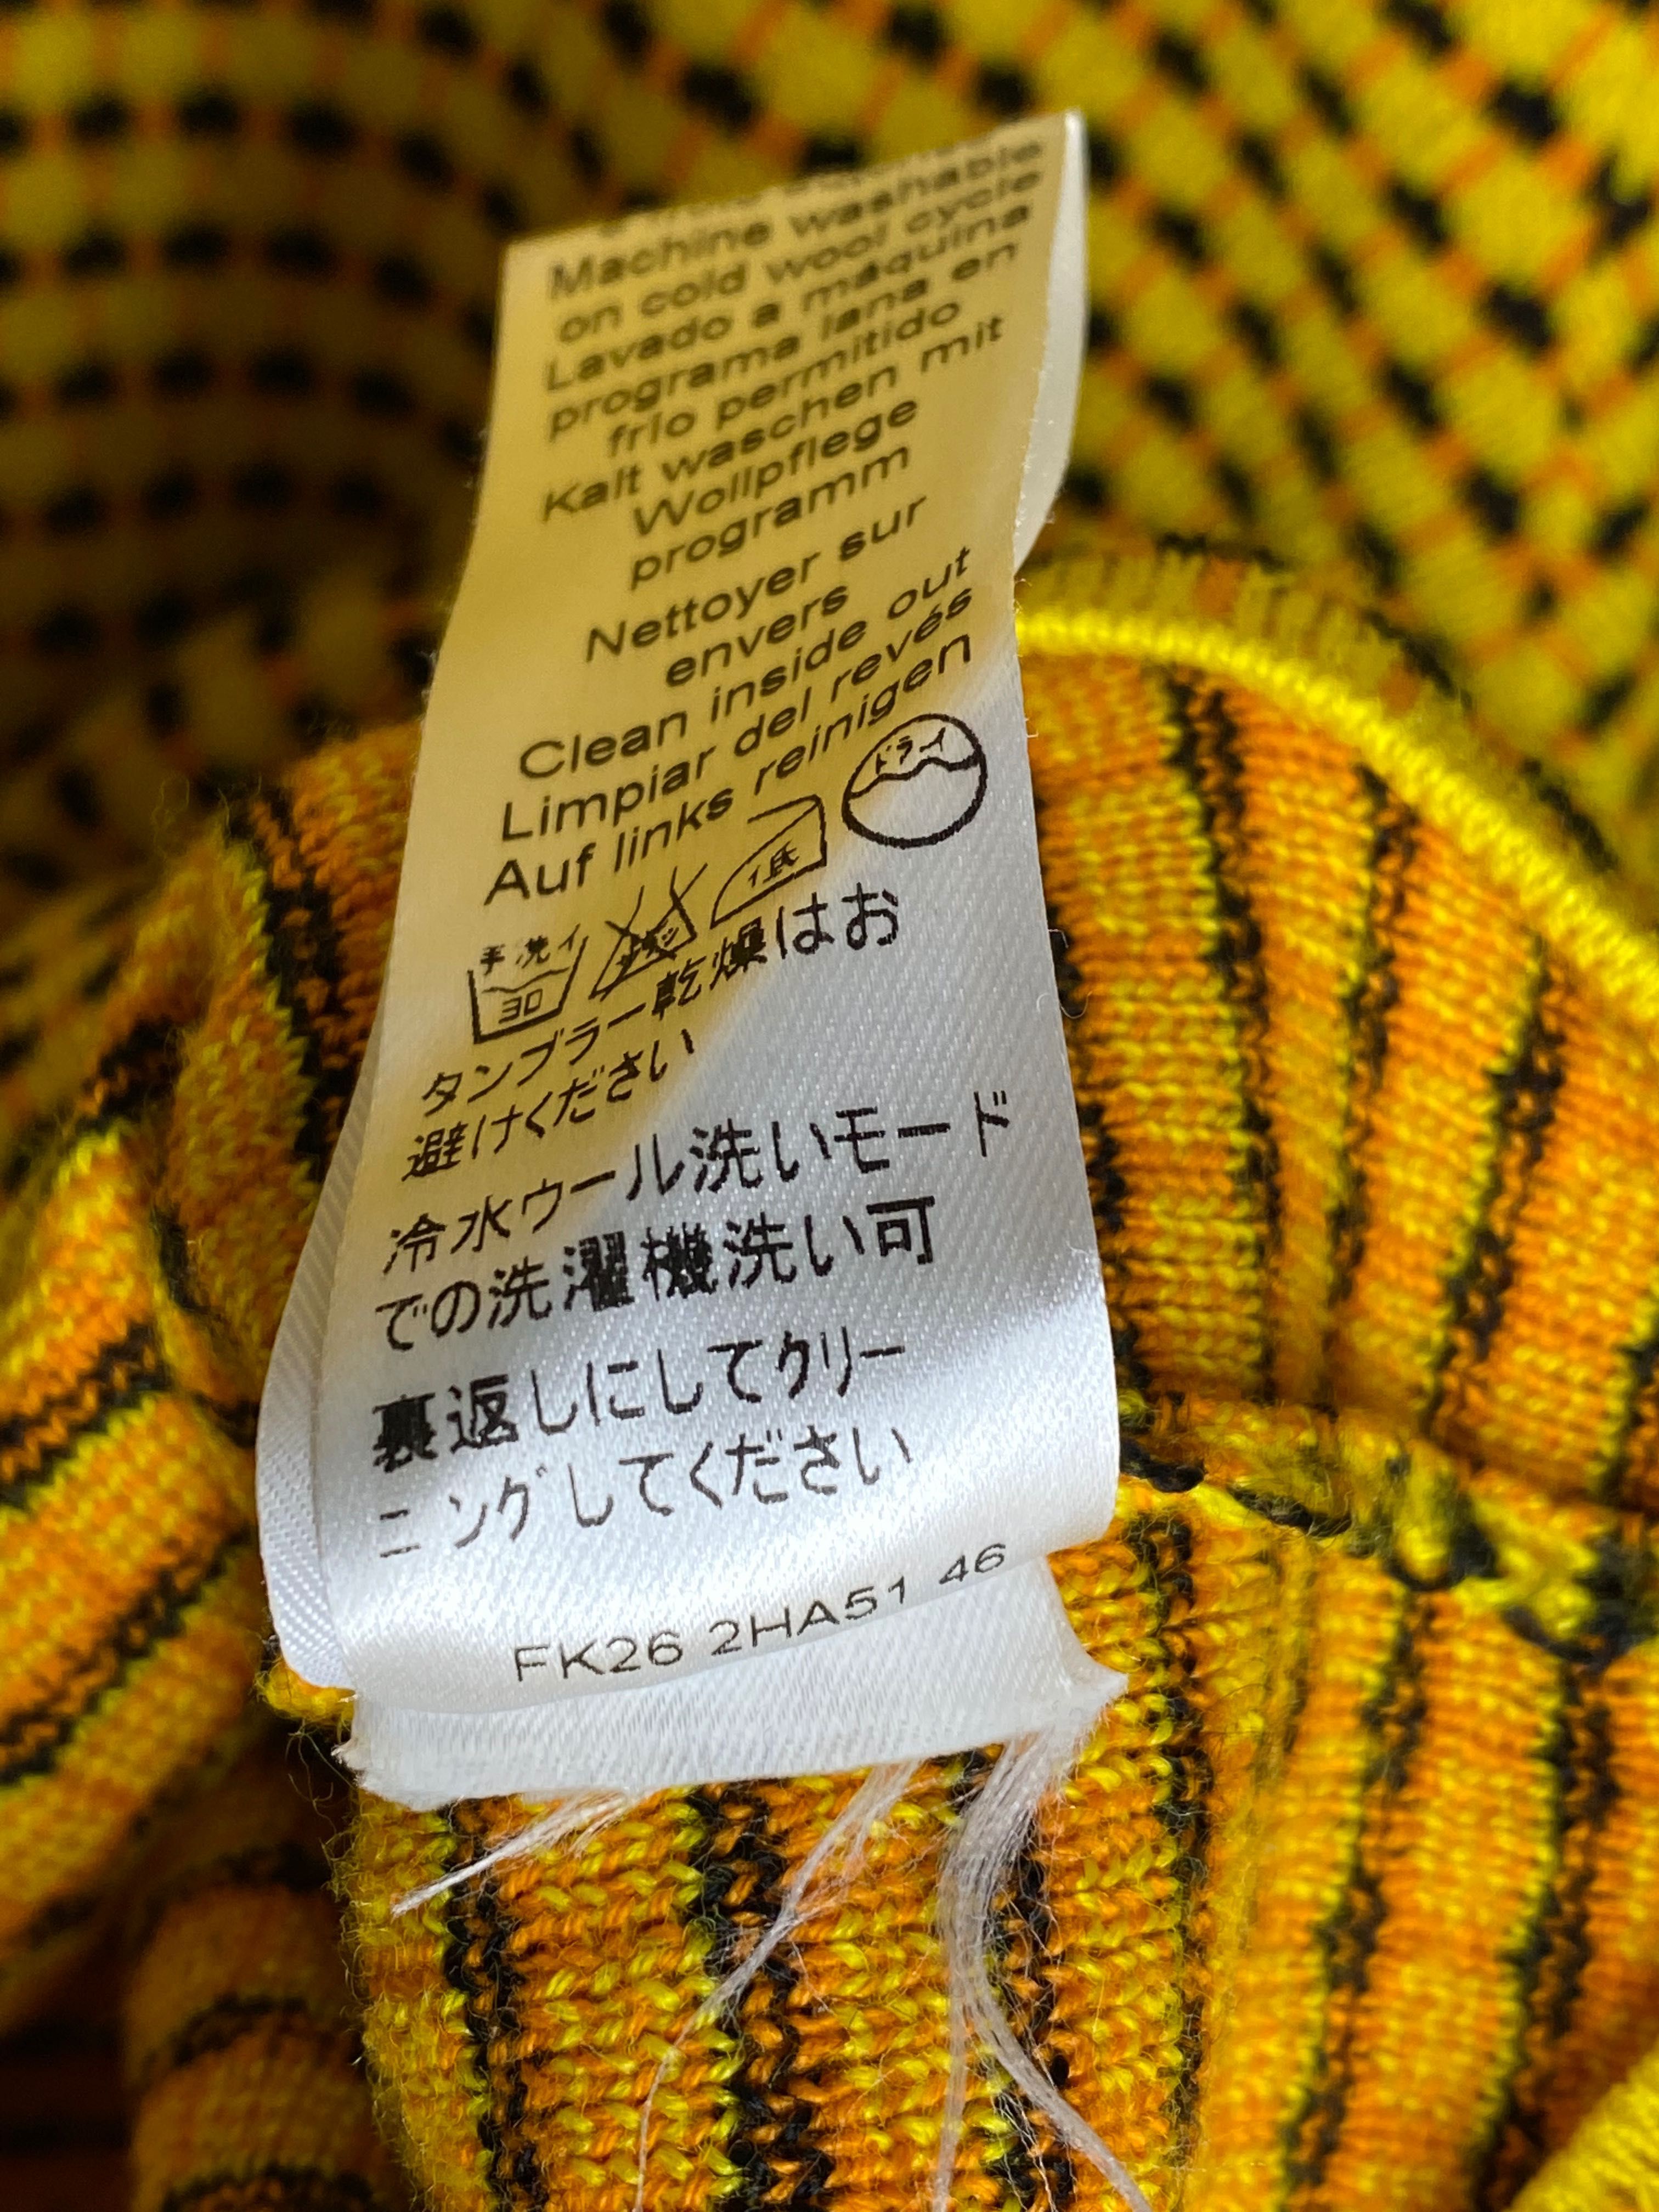 Machine washable
on cold wool cycle
Lavado a máquina
programa lana en
frío permitido
Kalt waschen mit
Wollpflege
programm
Nettoyer sur
envers
Clean inside out
Limpiar del revés
Auf links reinigen
手洗イ 30 低 ドライ
タンブラー乾燥はお
避けください
冷水ウール洗いモード
での洗濯機洗い可
裏返しにしてクリー
ニングしてください
FK26 2HA51 46